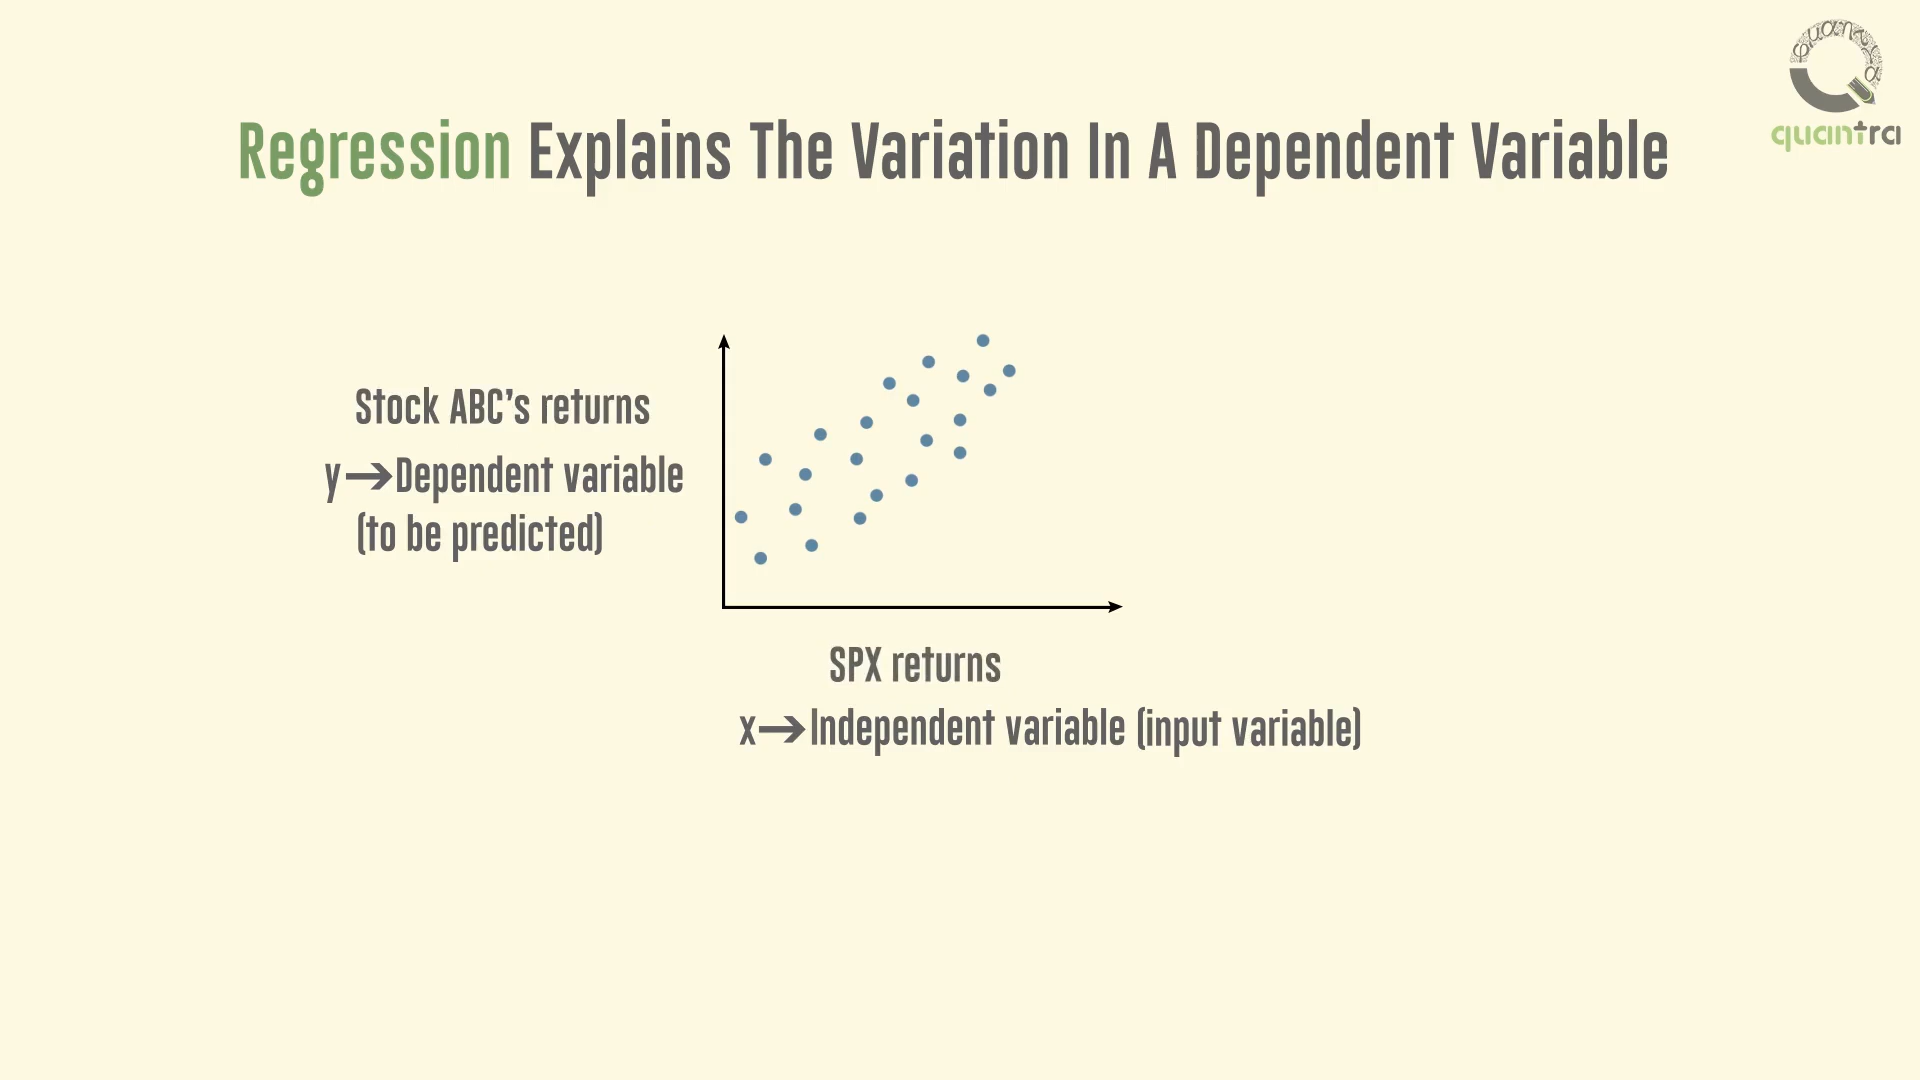 quantra
Regression Explains The Variation In A Dependent Variable
quantra
Stock ABC's returns
y→Dependent variable
(to be predicted)
SPX returns
x→Independent variable (input variable)